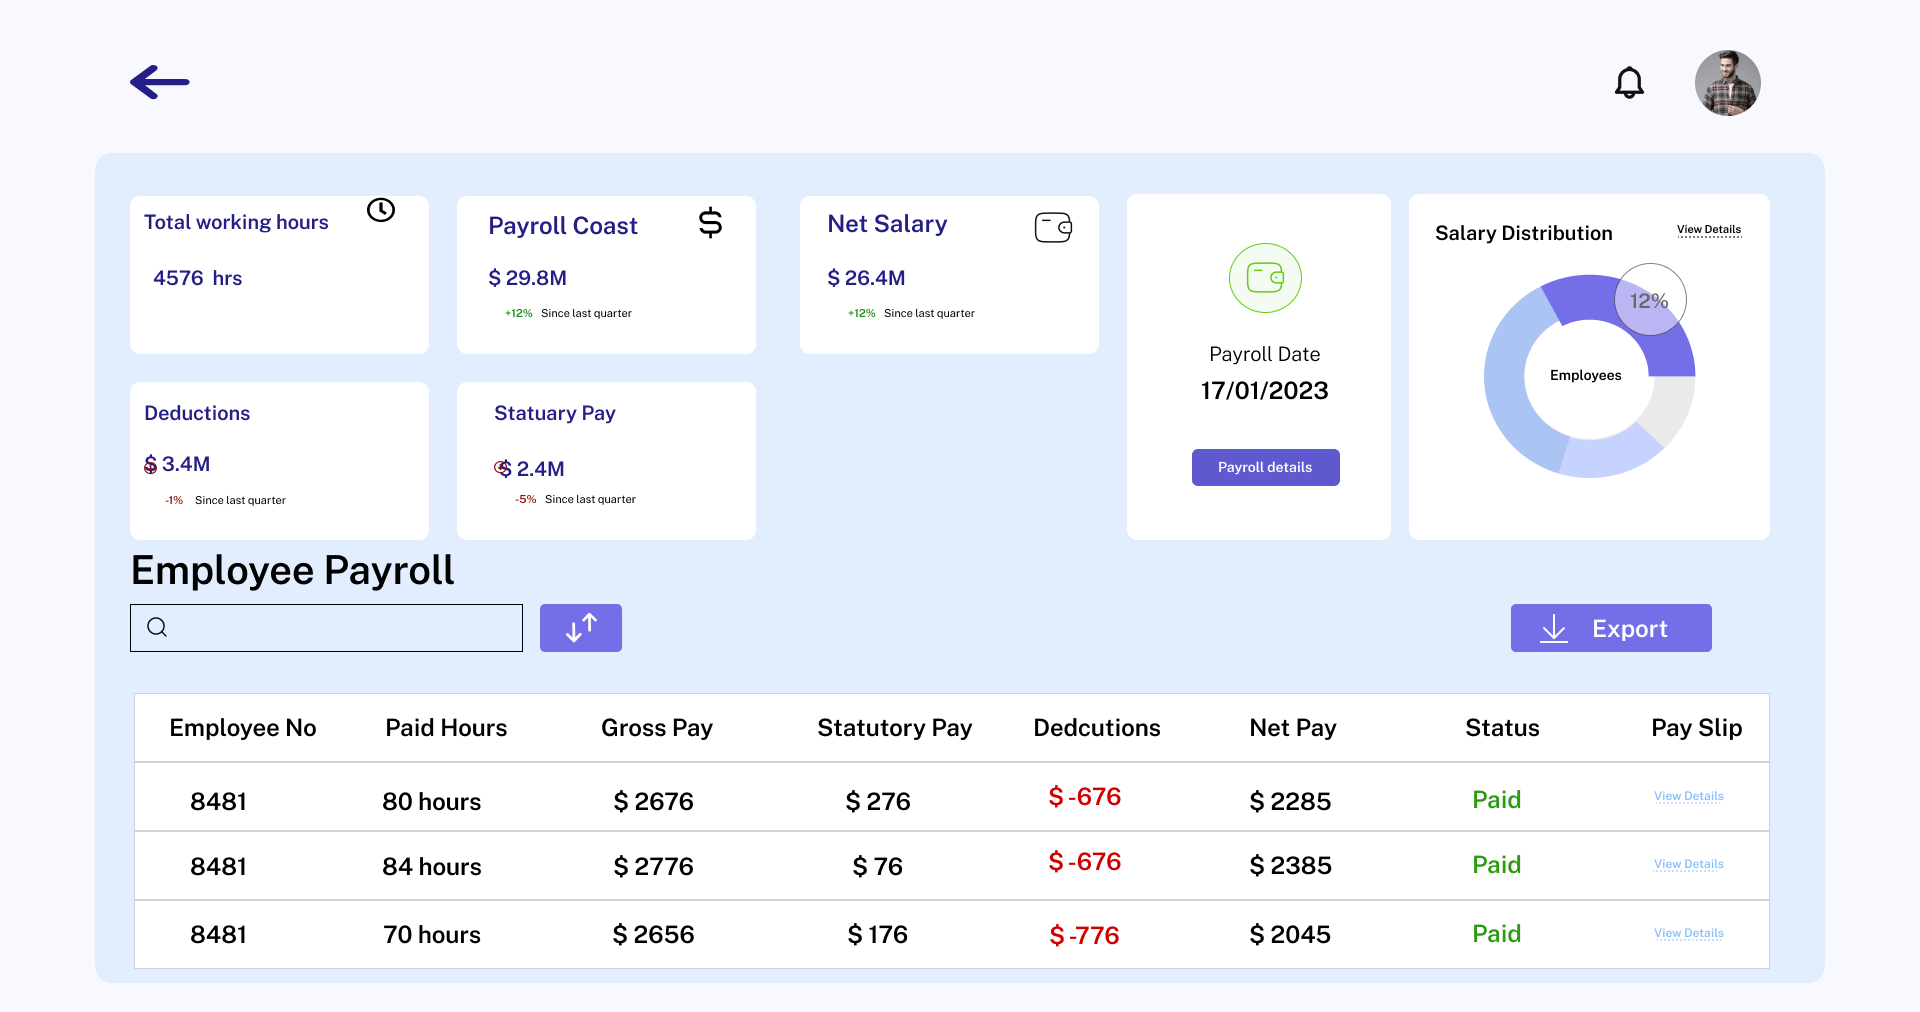 Total working hours
4576 hrs
Payroll Coast
$ 29.8M
+12% Since last quarter
Net Salary
$ 26.4M
+12% Since last quarter
Deductions
$ 3.4M
-1% Since last quarter
Statuary Pay
$ 2.4M
-5% Since last quarter
Payroll Date
17/01/2023
Payroll details
Salary Distribution View Details
12%
Employees
Employee Payroll
Export
Employee No Paid Hours Gross Pay Statutory Pay Dedcutions Net Pay Status Pay Slip
8481 80 hours $ 2676 $ 276 $ -676 $ 2285 Paid View Details
8481 84 hours $ 2776 $ 76 $ -676 $ 2385 Paid View Details
8481 70 hours $ 2656 $ 176 $ -776 $ 2045 Paid View Details